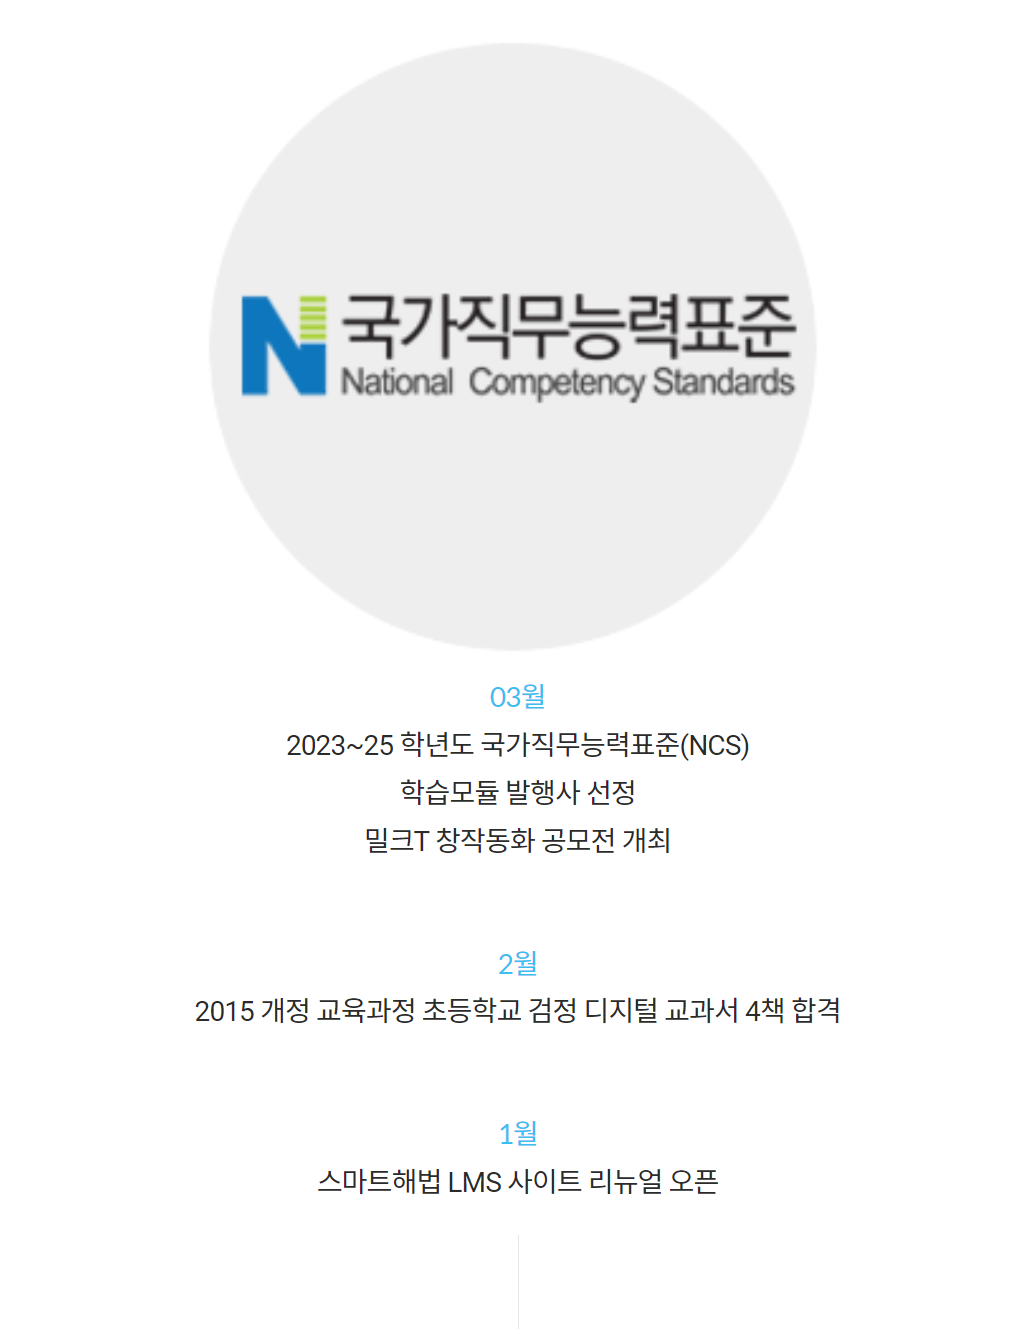 국가직무능력표준
National Competency Standards
03월
2023~25 학년도 국가직무능력표준(NCS)
학습모듈 발행사 선정
밀크T 창작동화 공모전 개최
2월
2015 개정 교육과정 초등학교 검정 디지털 교과서 4책 합격
1월
스마트해법 LMS 사이트 리뉴얼 오픈